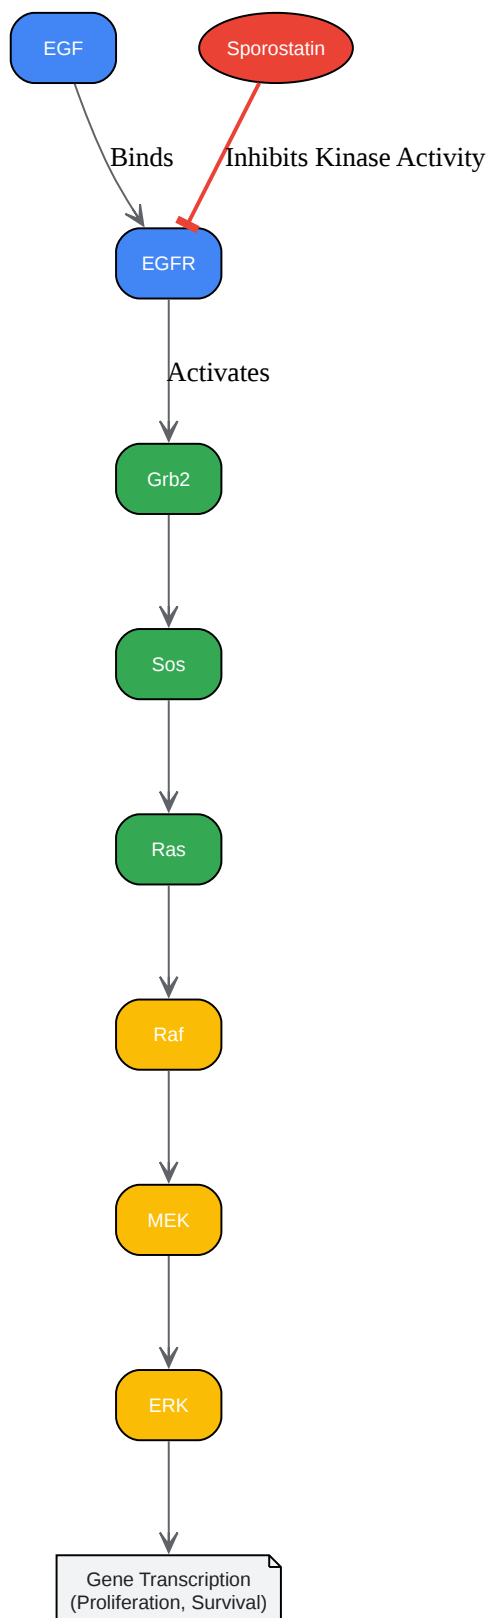 EGF
Sporostatin
Binds
Inhibits Kinase Activity
EGFR
Activates
Grb2
Sos
Ras
Raf
MEK
ERK
Gene Transcription
(Proliferation, Survival)